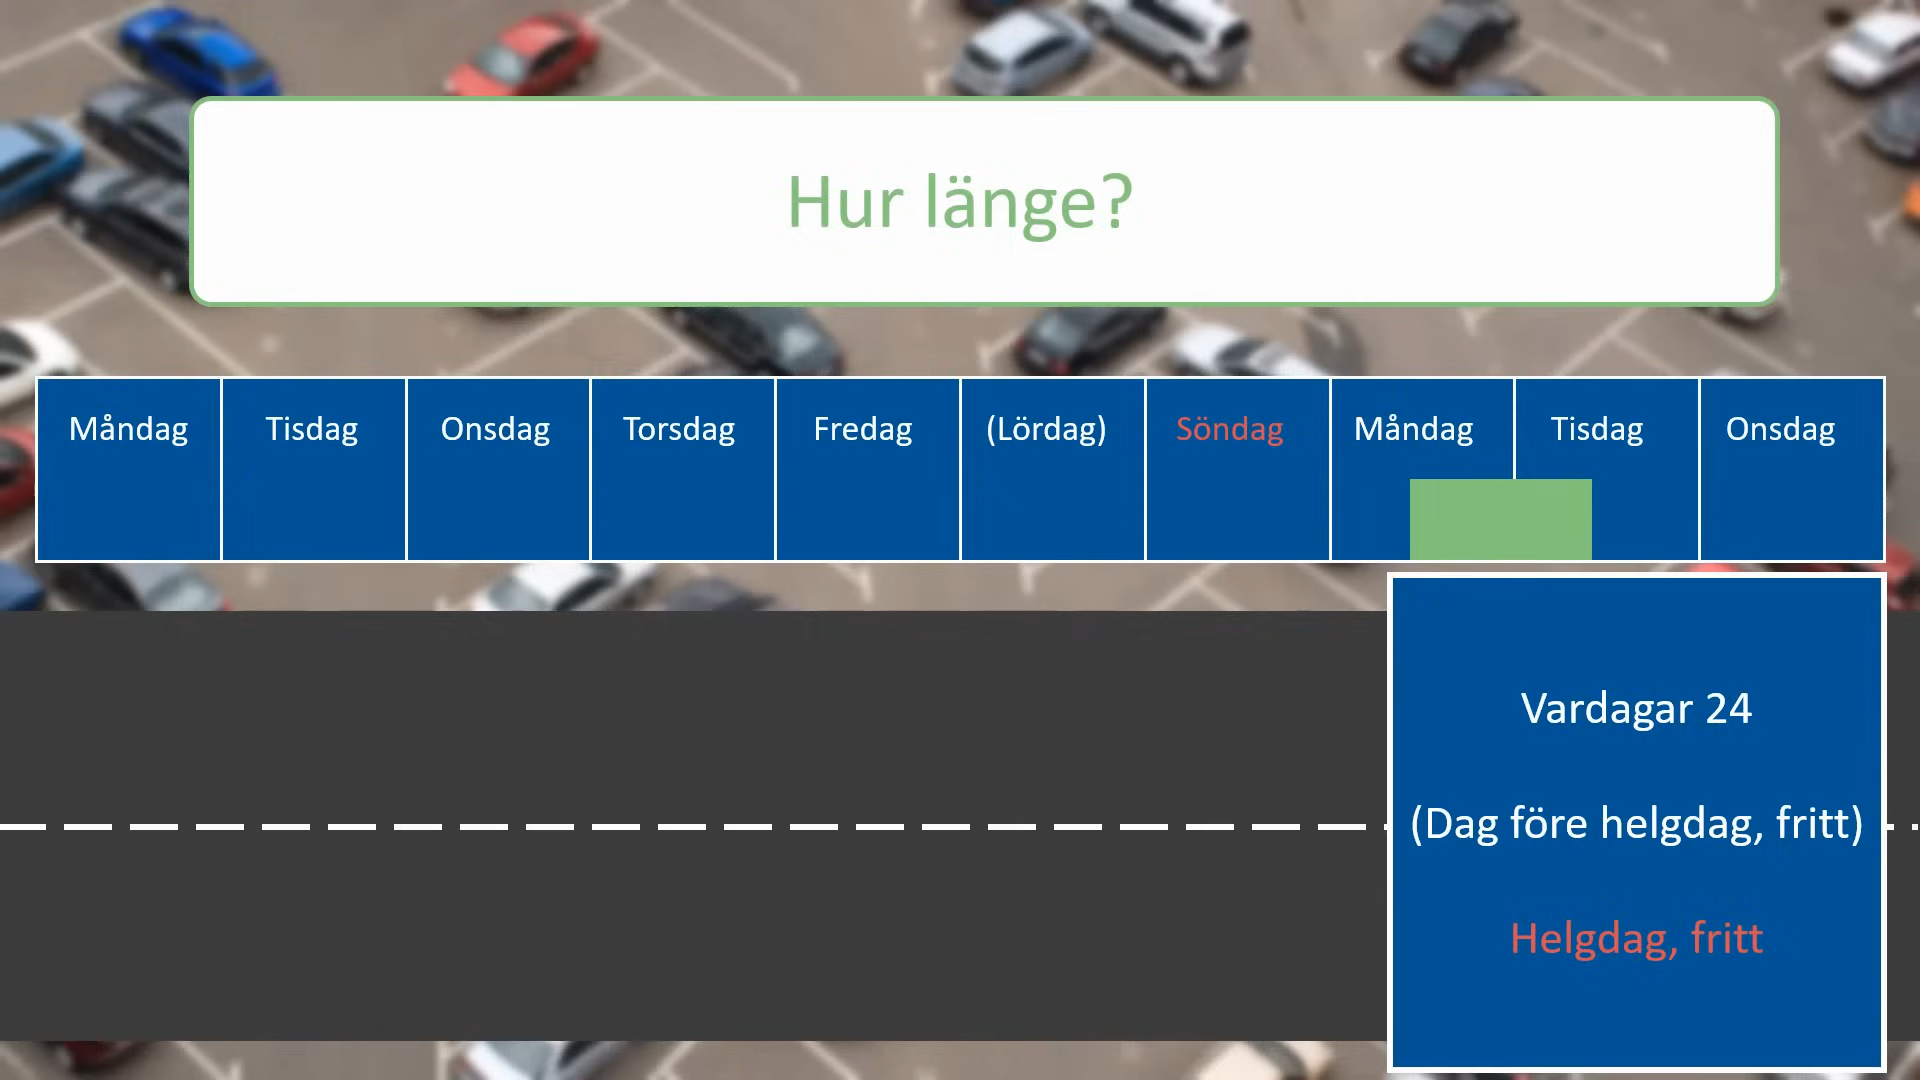 Hur länge?
Måndag Tisdag Onsdag Torsdag Fredag (Lördag) Söndag Måndag Tisdag Onsdag
Vardagar 24
(Dag före helgdag, fritt)
Helgdag, fritt